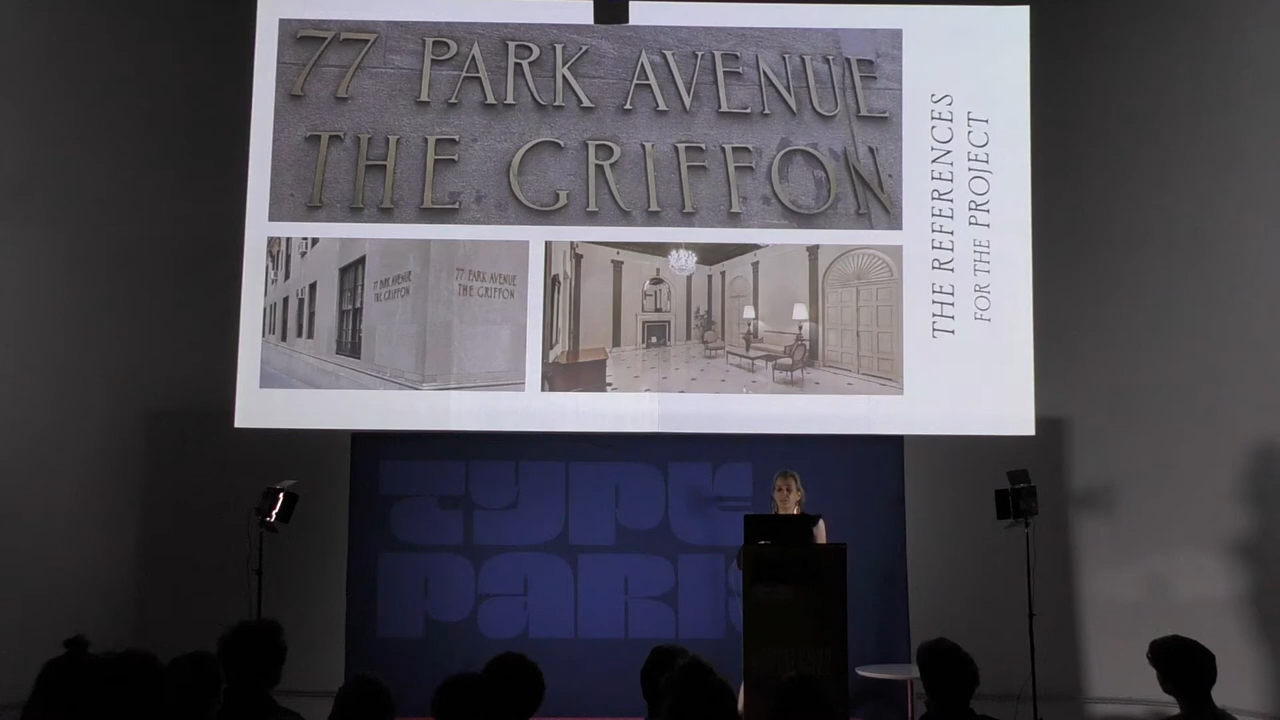 77 PARK AVENUE
THE GRIFFON
77 PARK AVENUE
THE GRIFFON
77 PARK AVENUE
THE GRIFFON
THE REFERENCES
FOR THE PROJECT
TYPE
PARIS